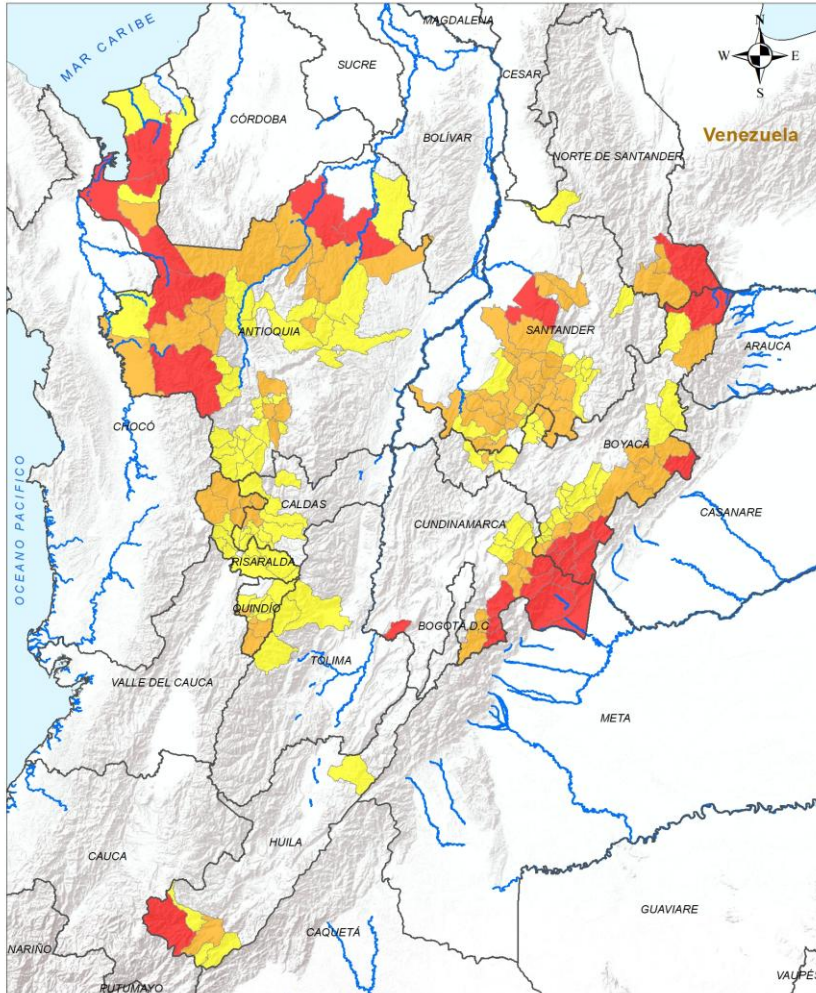 MAGDALENA
MAR CARIBE
N
W E
S
SUCRE
CESAR
CÓRDOBA
BOLÍVAR
Venezuela
NORTE DE SANTANDER
ANTIOQUIA
SANTANDER
ARAUCA
CHOCÓ
BOYACÁ
OCEANO PACIFICO
CALDAS
CUNDINAMARCA
CASANARE
RISARALDA
QUINDÍO
BOGOTÁ, D.C
TOLIMA
VALLE DEL CAUCA
META
HUILA
CAUCA
GUAVIARE
CAQUETÁ
NARIÑO
PUTUMAYO
VAUPÉS